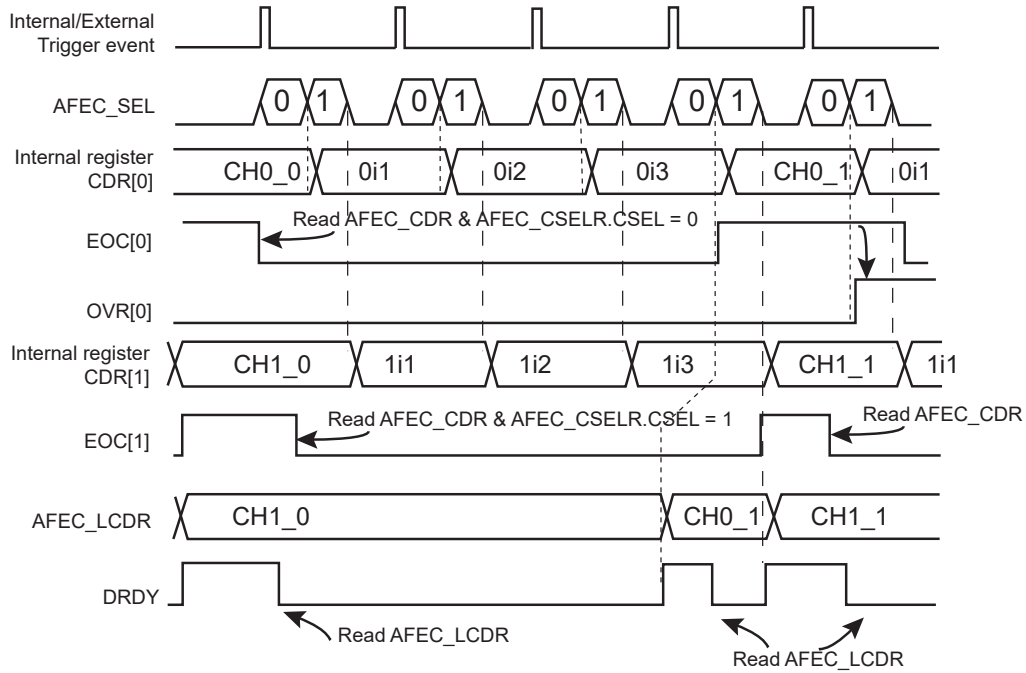 Internal/External
Trigger event
AFEC_SEL
0 1 0 1 0 1 0 1 0 1
Internal register
CDR[0]
CH0_0 0i1 0i2 0i3 CH0_1 0i1
Read AFEC_CDR & AFEC_CSELR.CSEL = 0
EOC[0]
OVR[0]
Internal register
CDR[1]
CH1_0 1i1 1i2 1i3 CH1_1 1i1
Read AFEC_CDR & AFEC_CSELR.CSEL = 1
Read AFEC_CDR
EOC[1]
AFEC_LCDR
CH1_0 CH0_1 CH1_1
DRDY
Read AFEC_LCDR
Read AFEC_LCDR